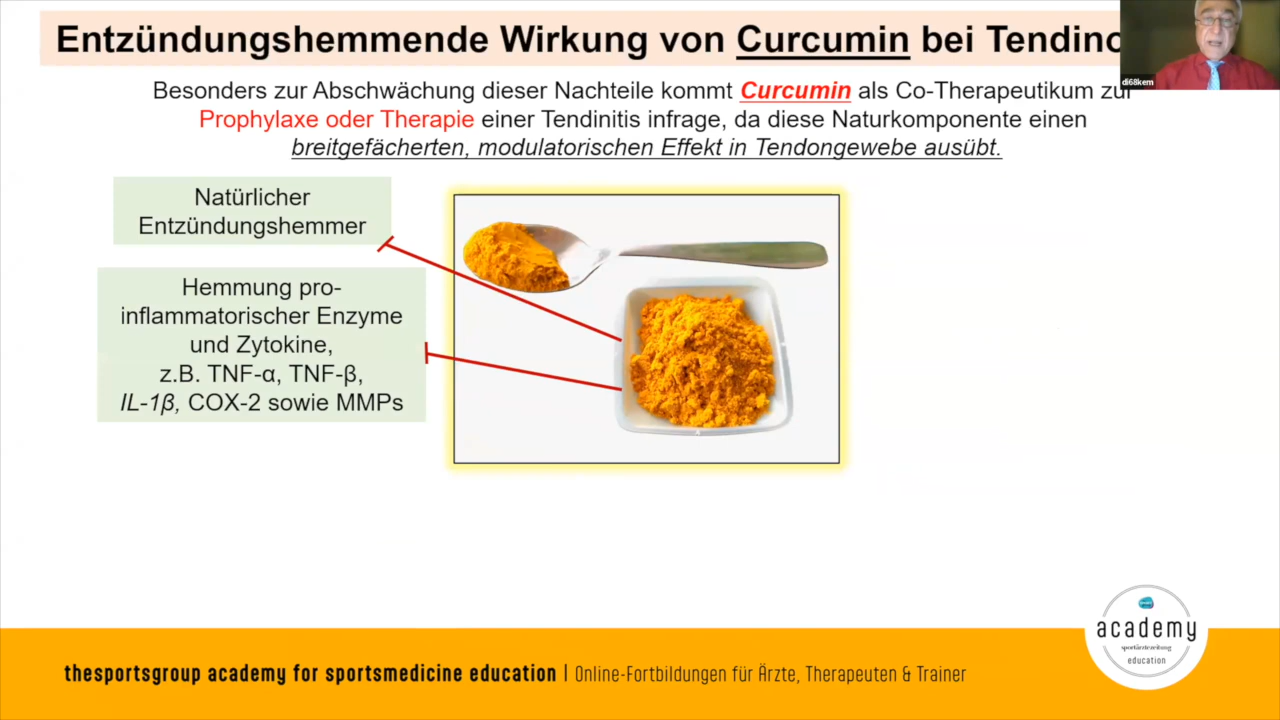 Entzündungshemmende Wirkung von Curcumin bei
Besonders zur Abschwächung dieser Nachteile kommt Curcumin als Co-Therapeutikum zur
Prophylaxe oder Therapie einer Tendinitis infrage, da diese Naturkomponente einen
breitgefächerten, modulatorischen Effekt in Tendongewebe ausübt.
di68kem
Natürlicher
Entzündungshemmer
Hemmung pro-
inflammatorischer Enzyme
und Zytokine,
z.B. TNF-α, TNF-β,
IL-1β, COX-2 sowie MMPs
thesportsgroup academy for sportsmedicine education | Online-Fortbildungen für Ärzte, Therapeuten & Trainer
academy
sportärztezeitung
education